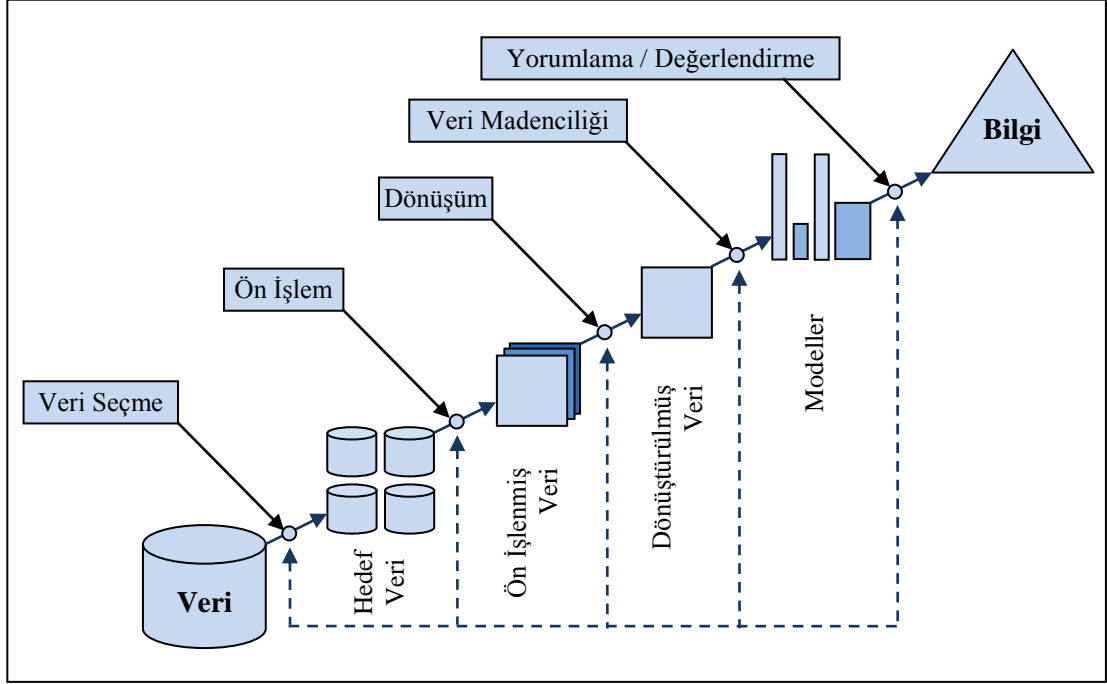 Yorumlama / Değerlendirme
Bilgi
Veri Madenciliği
Dönüşüm
Ön İşlem
Veri Seçme
Veri
Hedef
Veri
Ön İşlenmiş
Veri
Dönüştürülmüş
Veri
Modeller